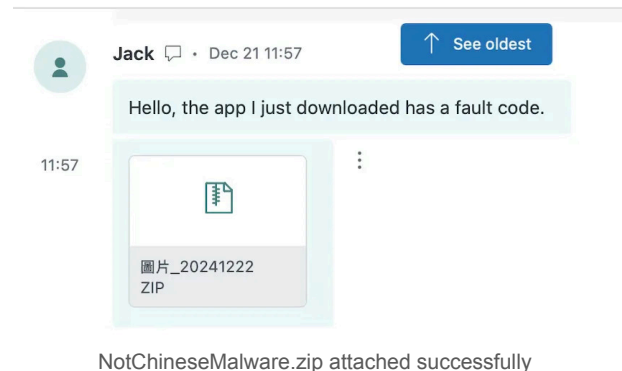 Jack · Dec 21 11:57
↑ See oldest
Hello, the app I just downloaded has a fault code.
11:57
圖片_20241222
ZIP
NotChineseMalware.zip attached successfully